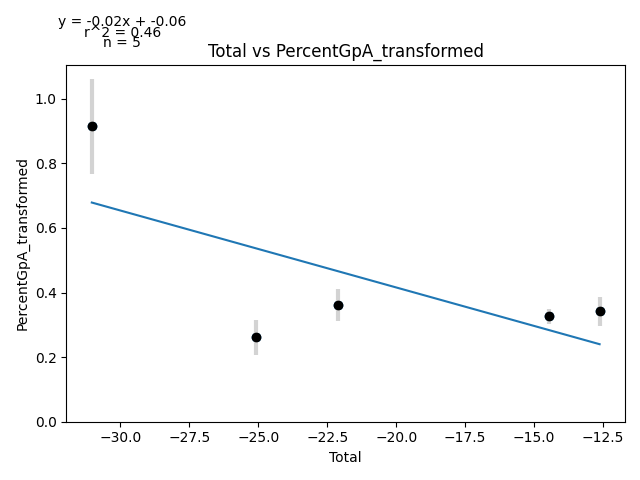 y = -0.02x + -0.06
r^2 = 0.46
n = 5
Total vs PercentGpA_transformed
PercentGpA_transformed
1.0
0.8
0.6
0.4
0.2
0.0
−30.0 −27.5 −25.0 −22.5 −20.0 −17.5 −15.0 −12.5
Total